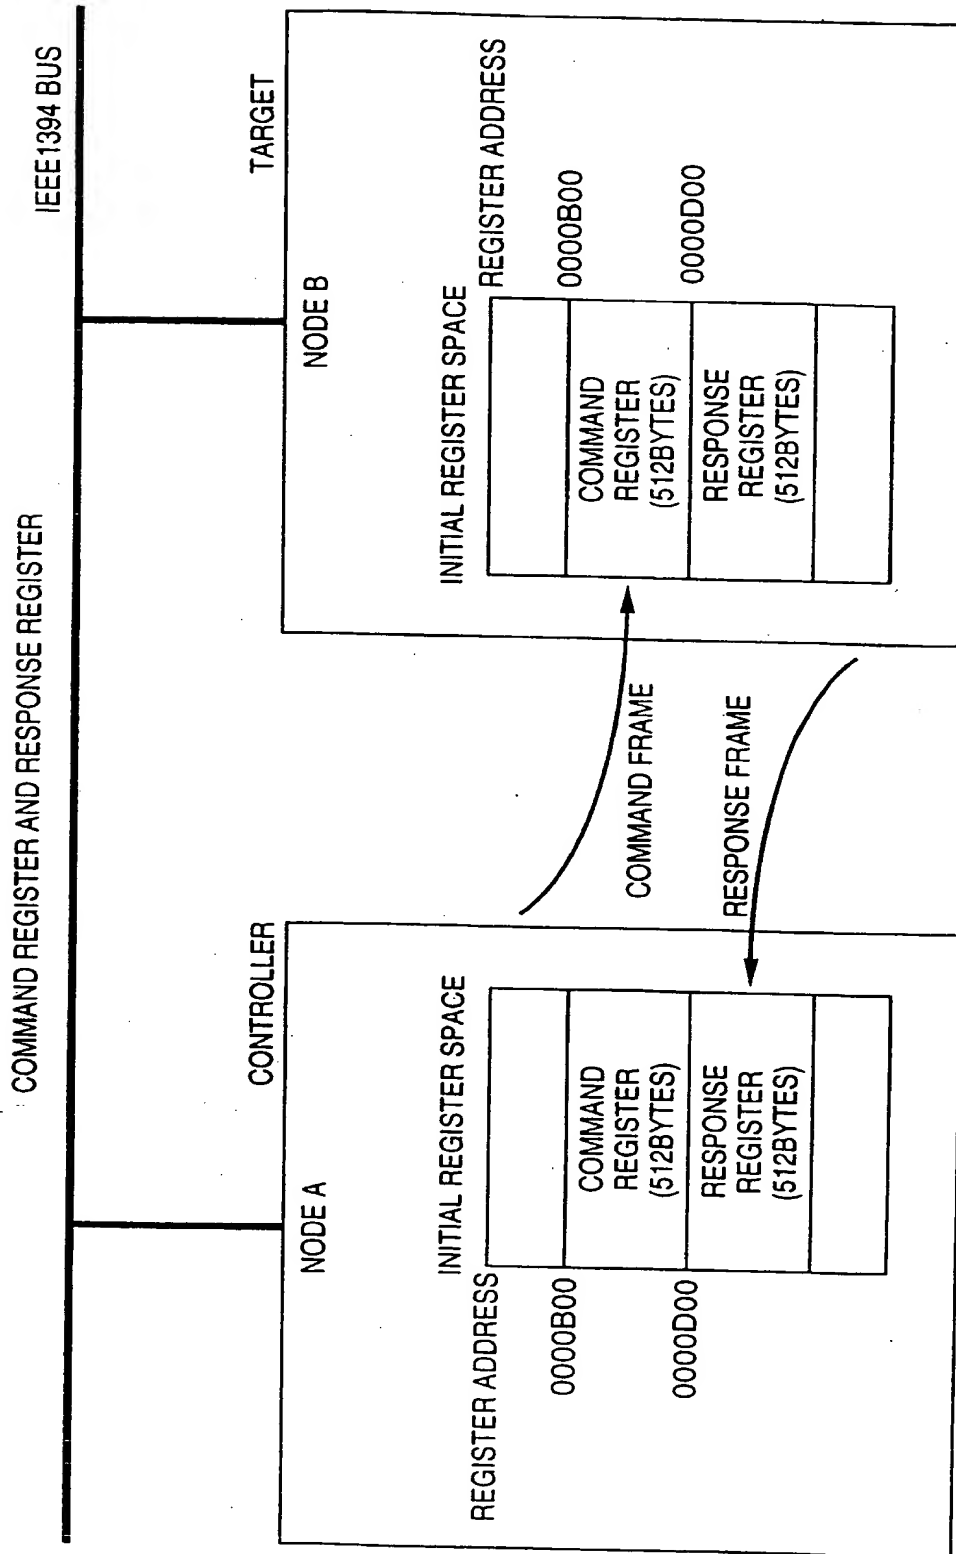 COMMAND REGISTER AND RESPONSE REGISTER
IEEE1394 BUS
CONTROLLER
NODE A
INITIAL REGISTER SPACE
REGISTER ADDRESS
0000B00
0000D00
COMMAND
REGISTER
(512BYTES)
RESPONSE
REGISTER
(512BYTES)
COMMAND FRAME
RESPONSE FRAME
TARGET
NODE B
INITIAL REGISTER SPACE
REGISTER ADDRESS
0000B00
0000D00
COMMAND
REGISTER
(512BYTES)
RESPONSE
REGISTER
(512BYTES)